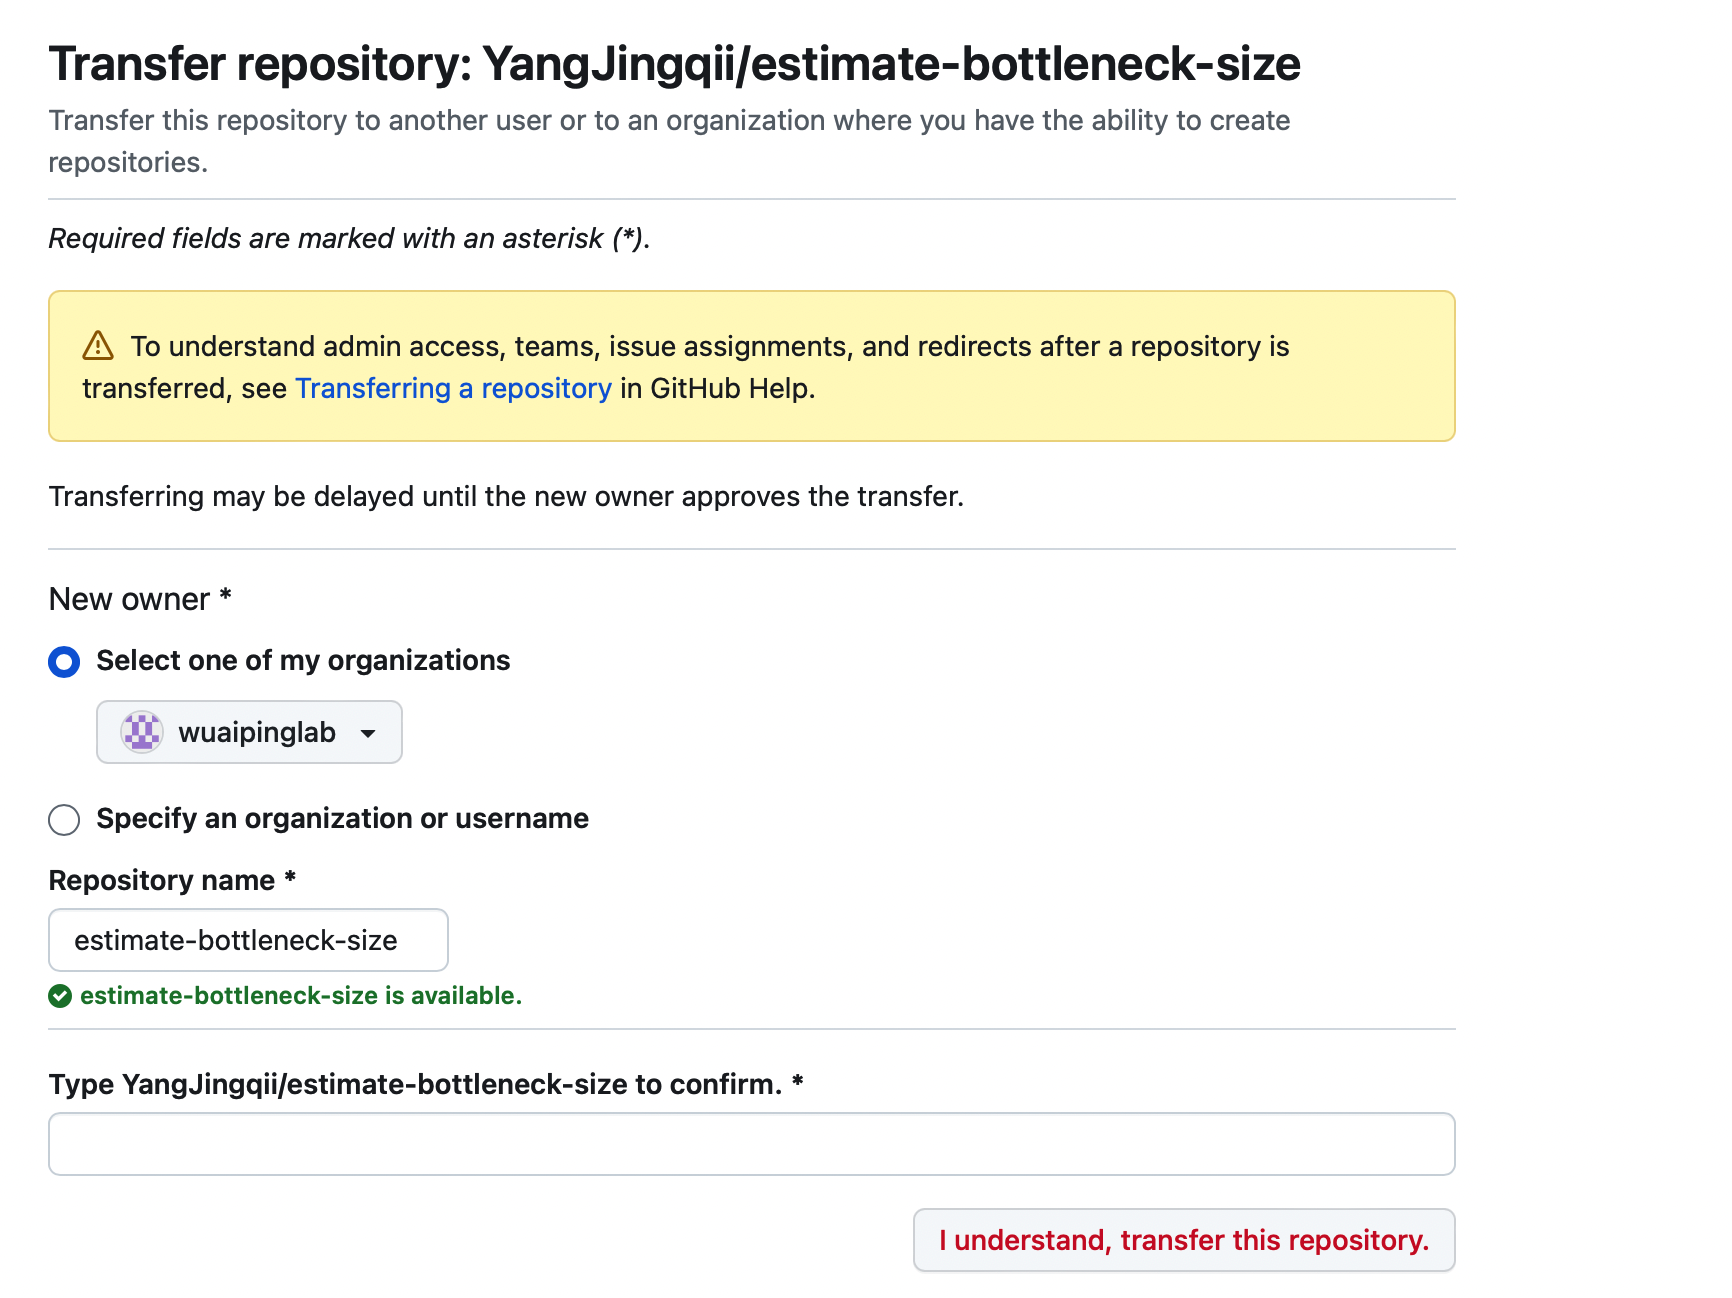 Transfer repository: YangJingqii/estimate-bottleneck-size
Transfer this repository to another user or to an organization where you have the ability to create
repositories.
Required fields are marked with an asterisk (*).
To understand admin access, teams, issue assignments, and redirects after a repository is
transferred, see Transferring a repository in GitHub Help.
Transferring may be delayed until the new owner approves the transfer.
New owner *
Select one of my organizations
wuaipinglab
Specify an organization or username
Repository name *
estimate-bottleneck-size
estimate-bottleneck-size is available.
Type YangJingqii/estimate-bottleneck-size to confirm. *
I understand, transfer this repository.